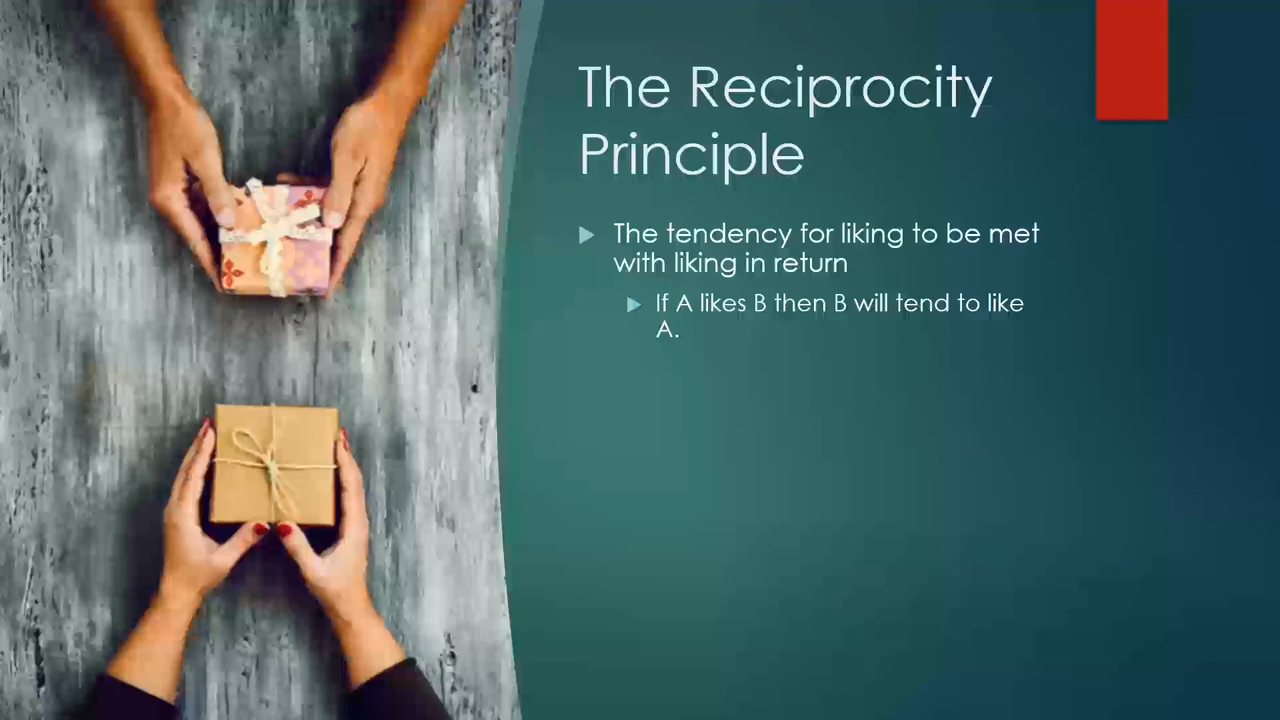 The Reciprocity
Principle
The tendency for liking to be met
with liking in return
If A likes B then B will tend to like
A.